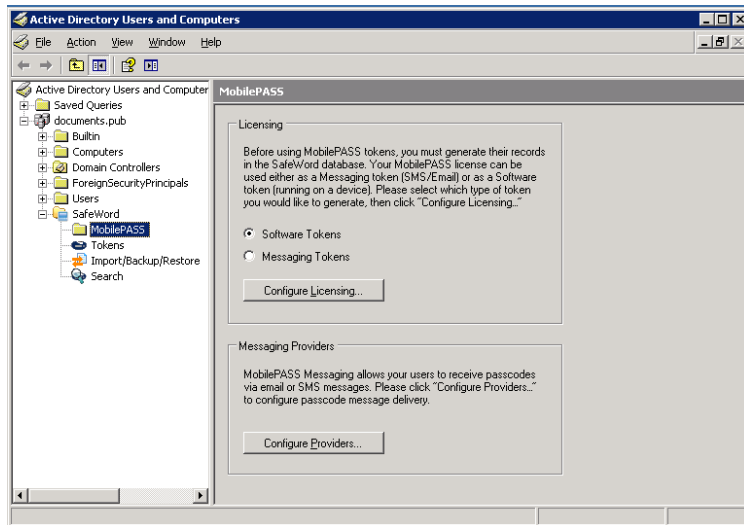 Active Directory Users and Computers
File Action View Window Help
Active Directory Users and Computer
Saved Queries
documents.pub
Builtin
Computers
Domain Controllers
ForeignSecurityPrincipals
Users
SafeWord
MobilePASS
Tokens
Import/Backup/Restore
Search
MobilePASS
Licensing
Before using MobilePASS tokens, you must generate their records
in the SafeWord database. Your MobilePASS license can be
used either as a Messaging token (SMS/Email) or as a Software
token (running on a device). Please select which type of token
you would like to generate, then click "Configure Licensing..."
Software Tokens
Messaging Tokens
Configure Licensing...
Messaging Providers
MobilePASS Messaging allows your users to receive passcodes
via email or SMS messages. Please click "Configure Providers..."
to configure passcode message delivery.
Configure Providers...